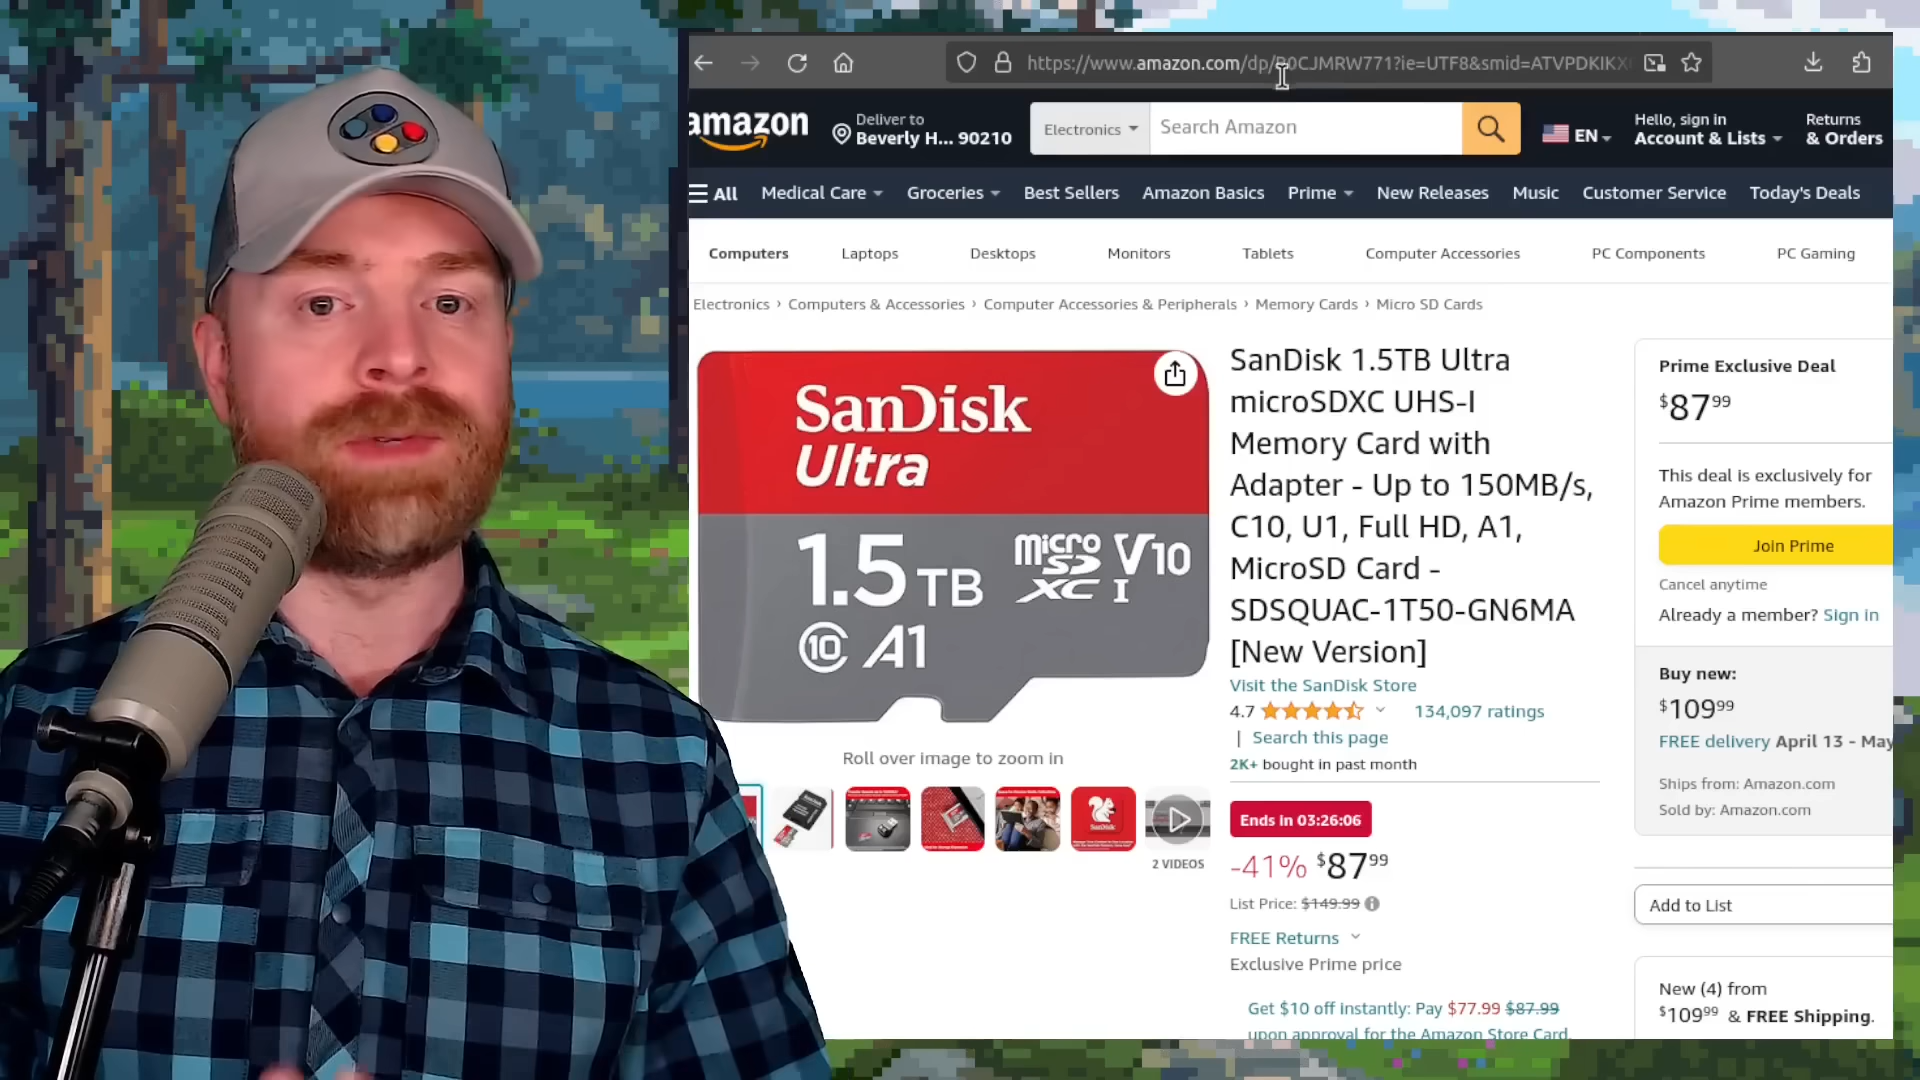 https://www.amazon.com/dp/B0CJMRW771?ie=UTF8&smid=ATVPDKIKX
amazon
Deliver to
Beverly H... 90210
Electronics
Search Amazon
EN
Hello, sign in
Account & Lists
Returns
& Orders
All
Medical Care
Groceries
Best Sellers
Amazon Basics
Prime
New Releases
Music
Customer Service
Today's Deals
Computers
Laptops
Desktops
Monitors
Tablets
Computer Accessories
PC Components
PC Gaming
Electronics › Computers & Accessories › Computer Accessories & Peripherals › Memory Cards › Micro SD Cards
SanDisk
Ultra
1.5TB
micro SD XC I
V10
10 A1
Roll over image to zoom in
2 VIDEOS
SanDisk 1.5TB Ultra
microSDXC UHS-I
Memory Card with
Adapter - Up to 150MB/s,
C10, U1, Full HD, A1,
MicroSD Card -
SDSQUAC-1T50-GN6MA
[New Version]
Visit the SanDisk Store
4.7
134,097 ratings
| Search this page
2K+ bought in past month
Ends in 03:26:06
-41% $8799
List Price: $149.99
FREE Returns
Exclusive Prime price
Get $10 off instantly: Pay $77.99 $87.99
upon approval for the Amazon Store Card.
Prime Exclusive Deal
$8799
This deal is exclusively for
Amazon Prime members.
Join Prime
Cancel anytime
Already a member? Sign in
Buy new:
$10999
FREE delivery April 13 - May
Ships from: Amazon.com
Sold by: Amazon.com
Add to List
New (4) from
$10999 & FREE Shipping.